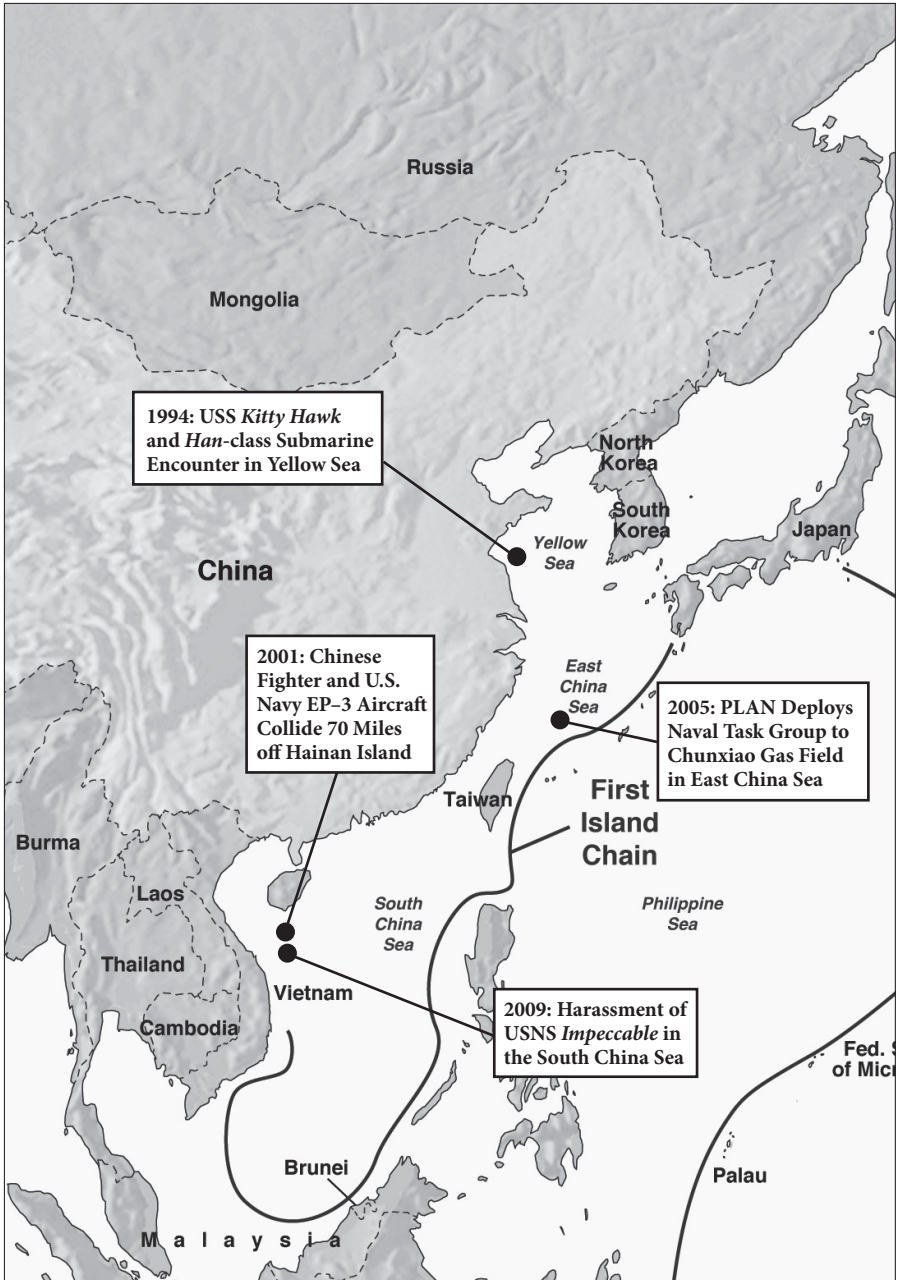 Russia
Mongolia
1994: USS Kitty Hawk
and Han-class Submarine
Encounter in Yellow Sea
North
Korea
South
Korea
Japan
Yellow
Sea
China
2001: Chinese
Fighter and U.S.
Navy EP–3 Aircraft
Collide 70 Miles
off Hainan Island
East
China
Sea
2005: PLAN Deploys
Naval Task Group to
Chunxiao Gas Field
in East China Sea
Taiwan
First
Island
Chain
Burma
Laos
South
China
Sea
Philippine
Sea
Thailand
Vietnam
Cambodia
2009: Harassment of
USNS Impeccable in
the South China Sea
Fed.
of Micr
Palau
Brunei
Malaysia